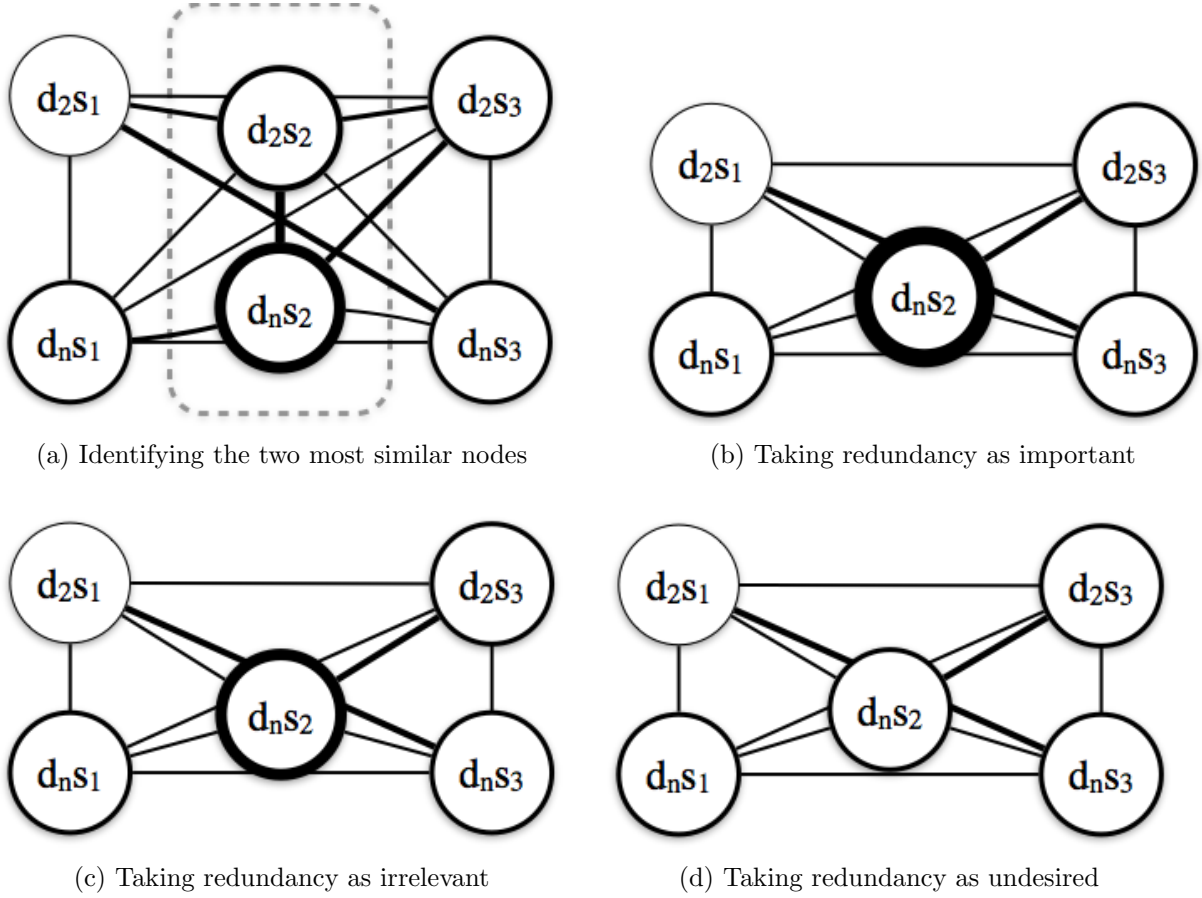 d₂s₁ d₂s₂ d₂s₃
dₙs₁ dₙs₂ dₙs₃
(a) Identifying the two most similar nodes
d₂s₁ d₂s₃
dₙs₂
dₙs₁ dₙs₃
(b) Taking redundancy as important
d₂s₁ d₂s₃
dₙs₂
dₙs₁ dₙs₃
(c) Taking redundancy as irrelevant
d₂s₁ d₂s₃
dₙs₂
dₙs₁ dₙs₃
(d) Taking redundancy as undesired